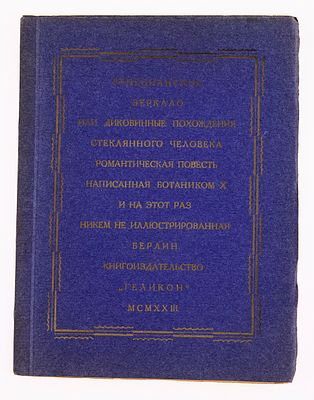 ВЕНЕЦИАНСКОЕ
ЗЕРКАЛО
ИЛИ ДИКОВИННЫЕ ПОХОЖДЕНИЯ
СТЕКЛЯННОГО ЧЕЛОВЕКА
РОМАНТИЧЕСКАЯ ПОВЕСТЬ
НАПИСАННАЯ БОТАНИКОМ X
И НА ЭТОТ РАЗ
НИКЕМ НЕ ИЛЛЮСТРИРОВАННАЯ
БЕРЛИН
КНИГОИЗДАТЕЛЬСТВО
„ГЕЛИКОН“
MCMXXIII